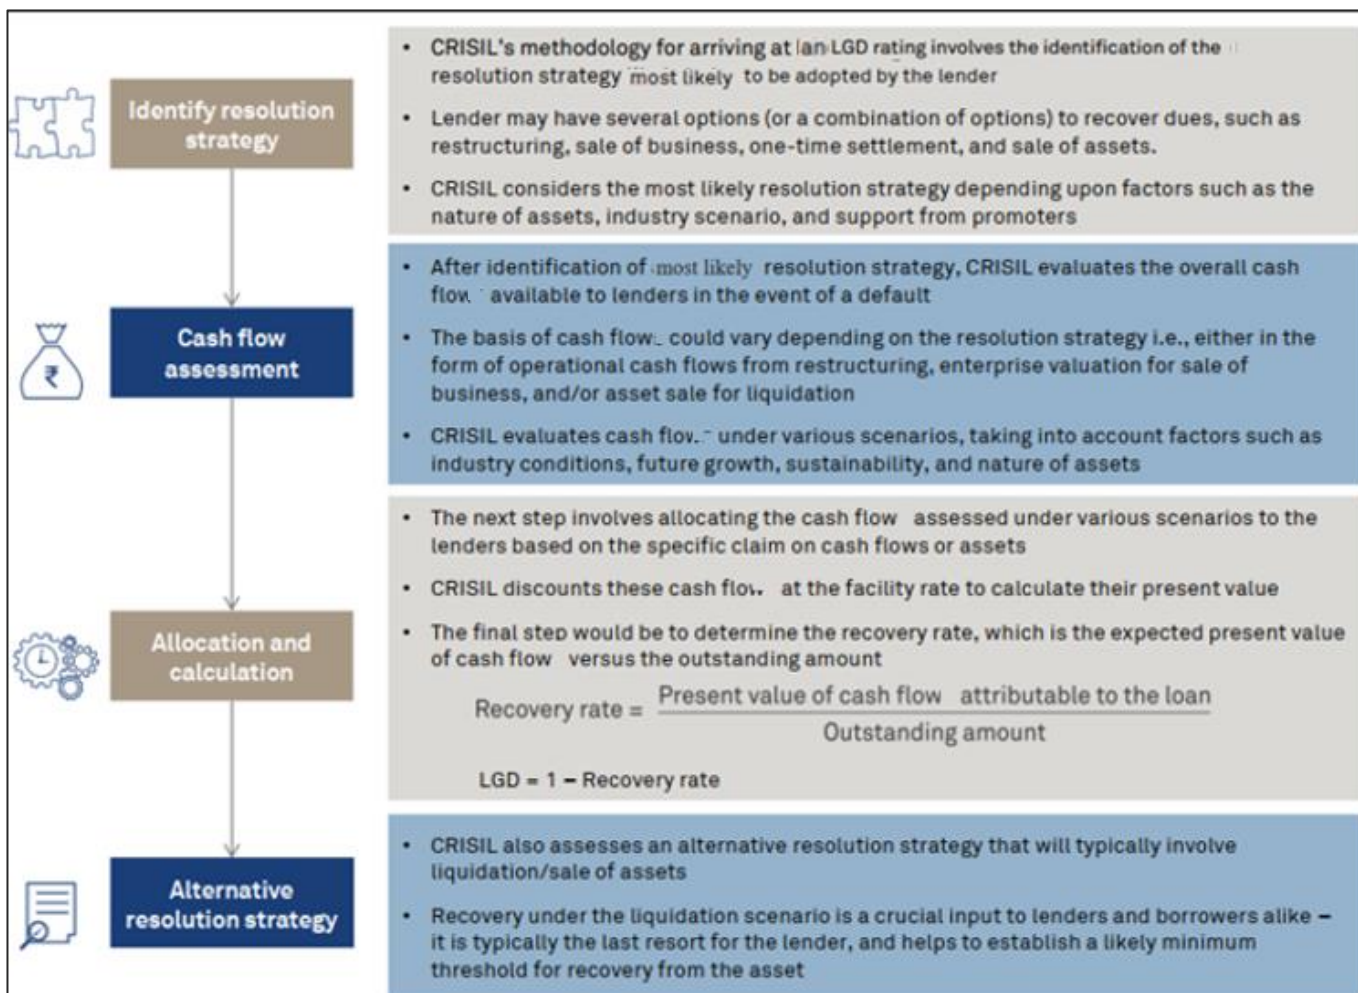 Identify resolution
strategy
• CRISIL's methodology for arriving at an LGD rating involves the identification of the
resolution strategy most likely to be adopted by the lender
• Lender may have several options (or a combination of options) to recover dues, such as
restructuring, sale of business, one-time settlement, and sale of assets.
• CRISIL considers the most likely resolution strategy depending upon factors such as the
nature of assets, industry scenario, and support from promoters
₹
Cash flow
assessment
• After identification of most likely resolution strategy, CRISIL evaluates the overall cash
flow available to lenders in the event of a default
• The basis of cash flow could vary depending on the resolution strategy i.e., either in the
form of operational cash flows from restructuring, enterprise valuation for sale of
business, and/or asset sale for liquidation
• CRISIL evaluates cash flow under various scenarios, taking into account factors such as
industry conditions, future growth, sustainability, and nature of assets
Allocation and
calculation
• The next step involves allocating the cash flow assessed under various scenarios to the
lenders based on the specific claim on cash flows or assets
• CRISIL discounts these cash flow at the facility rate to calculate their present value
• The final step would be to determine the recovery rate, which is the expected present value
of cash flow versus the outstanding amount
Recovery rate = Present value of cash flow attributable to the loan
Outstanding amount
LGD = 1 – Recovery rate
Alternative
resolution strategy
• CRISIL also assesses an alternative resolution strategy that will typically involve
liquidation/sale of assets
• Recovery under the liquidation scenario is a crucial input to lenders and borrowers alike –
it is typically the last resort for the lender, and helps to establish a likely minimum
threshold for recovery from the asset